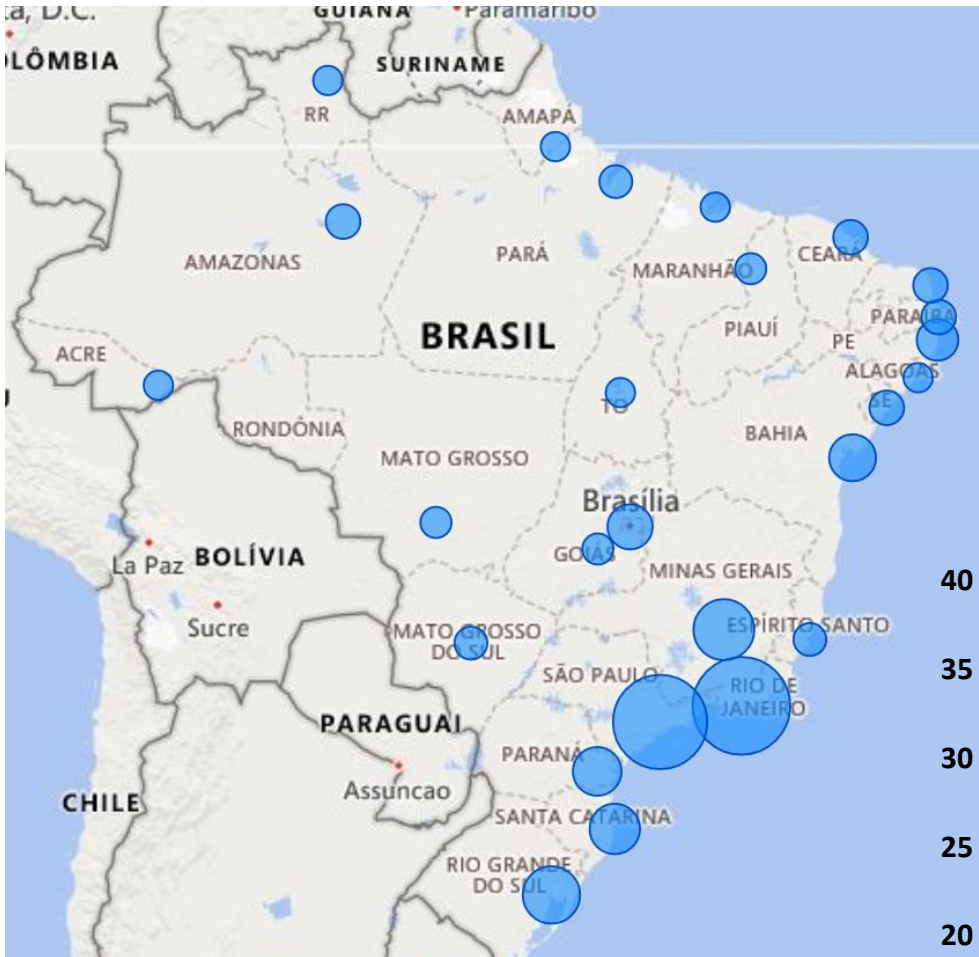 a, D.C.
GUIANA
Paramaribo
LÔMBIA
SURINAME
RR
AMAPÁ
AMAZONAS
PARÁ
MARANHÃO
CEARÁ
BRASIL
PIAUÍ
PARAÍBA
PE
ACRE
ALAGOAS
SE
TO
RONDÔNIA
BAHIA
MATO GROSSO
Brasília
La Paz
BOLÍVIA
GOIÁS
MINAS GERAIS
40
Sucre
MATO GROSSO
DO SUL
ESPÍRITO SANTO
SÃO PAULO
35
RIO DE
JANEIRO
PARAGUAI
PARANÁ
30
Assuncao
CHILE
SANTA CATARINA
25
RIO GRANDE
DO SUL
20